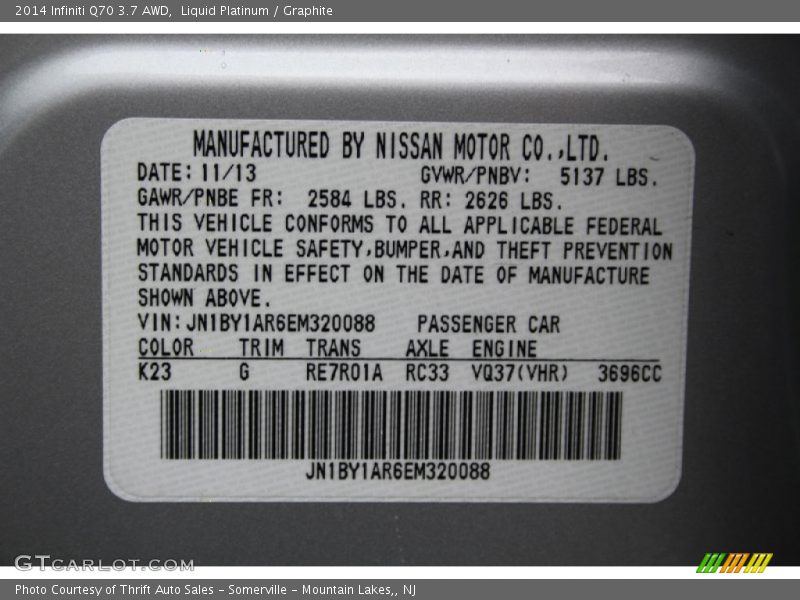 2014 Infiniti Q70 3.7 AWD,  Liquid Platinum / Graphite
MANUFACTURED BY NISSAN MOTOR CO.,LTD.
DATE: 11/13 GVWR/PNBV: 5137 LBS.
GAWR/PNBE FR: 2584 LBS. RR: 2626 LBS.
THIS VEHICLE CONFORMS TO ALL APPLICABLE FEDERAL
MOTOR VEHICLE SAFETY,BUMPER,AND THEFT PREVENTION
STANDARDS IN EFFECT ON THE DATE OF MANUFACTURE
SHOWN ABOVE.
VIN: JN1BY1AR6EM320088 PASSENGER CAR
COLOR TRIM TRANS AXLE ENGINE
K23 G RE7R01A RC33 VQ37(VHR) 3696CC
JN1BY1AR6EM320088
GTCARLOT.COM
Photo Courtesy of Thrift Auto Sales - Somerville - Mountain Lakes,, NJ